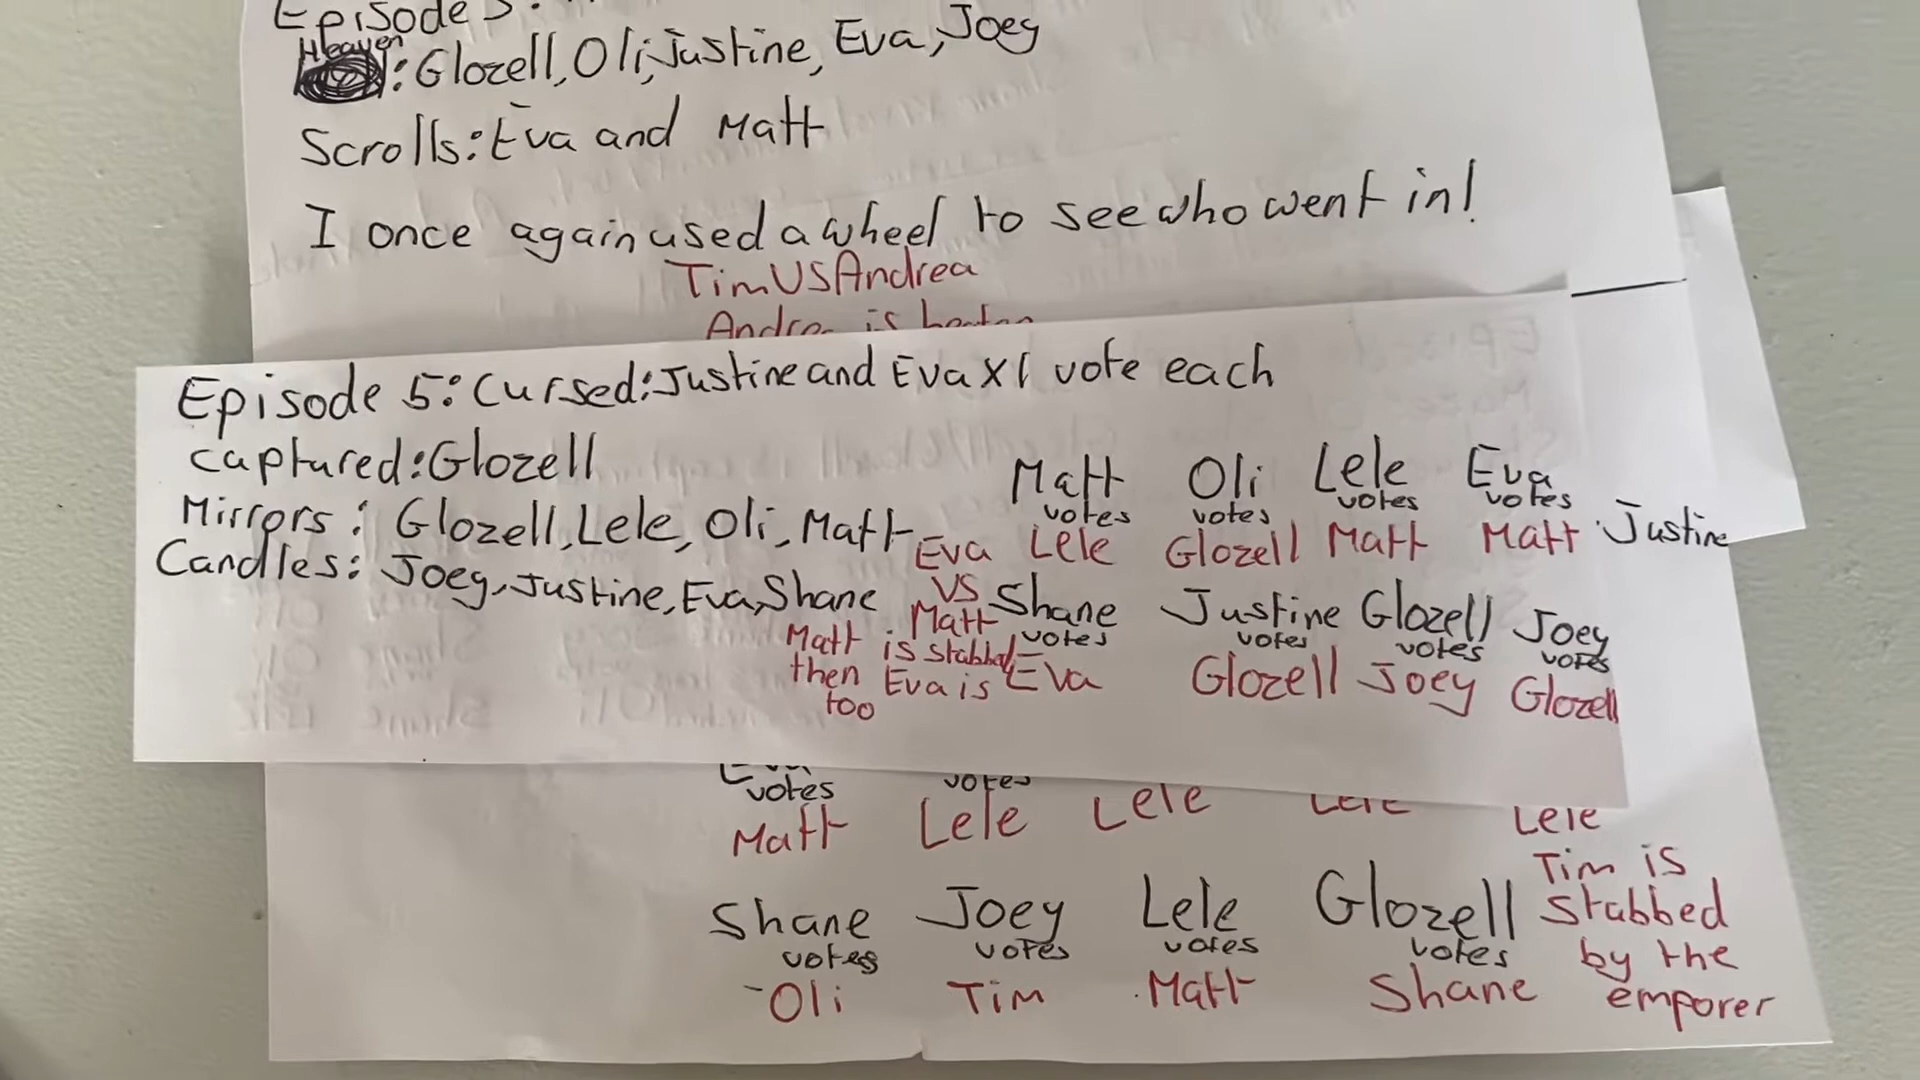 Episode
Heaven
:Glozell, Oli, Justine, Eva, Joey
Scrolls: Eva and Matt
I once again used a wheel to see who went in!
Tim VS Andrea
Episode 5: Cursed: Justine and Eva X1 vote each
captured: Glozell
Mirrors: Glozell, Lele, Oli, Matt
Candles: Joey, Justine, Eva, Shane
Matt Oli Lele Eva
votes votes votes votes
Lele Glozell Matt Matt Justine
Eva
VS
Matt
Matt is stabbed
then Eva is
too
Shane Justine Glozell Joey
votes votes votes votes
Eva Glozell Joey Glozell
votes votes
Matt Lele Lele Lele Lele
Shane Joey Lele Glozell
votes votes votes votes
Oli Tim Matt Shane
Tim is
stabbed
by the
emporer